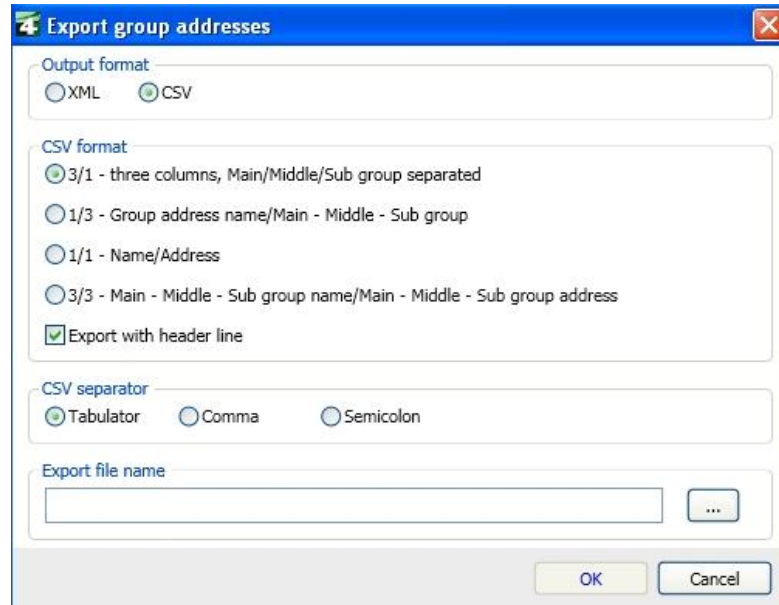 4 Export group addresses
Output format
XML CSV
CSV format
3/1 - three columns, Main/Middle/Sub group separated
1/3 - Group address name/Main - Middle - Sub group
1/1 - Name/Address
3/3 - Main - Middle - Sub group name/Main - Middle - Sub group address
Export with header line
CSV separator
Tabulator Comma Semicolon
Export file name
...
OK Cancel